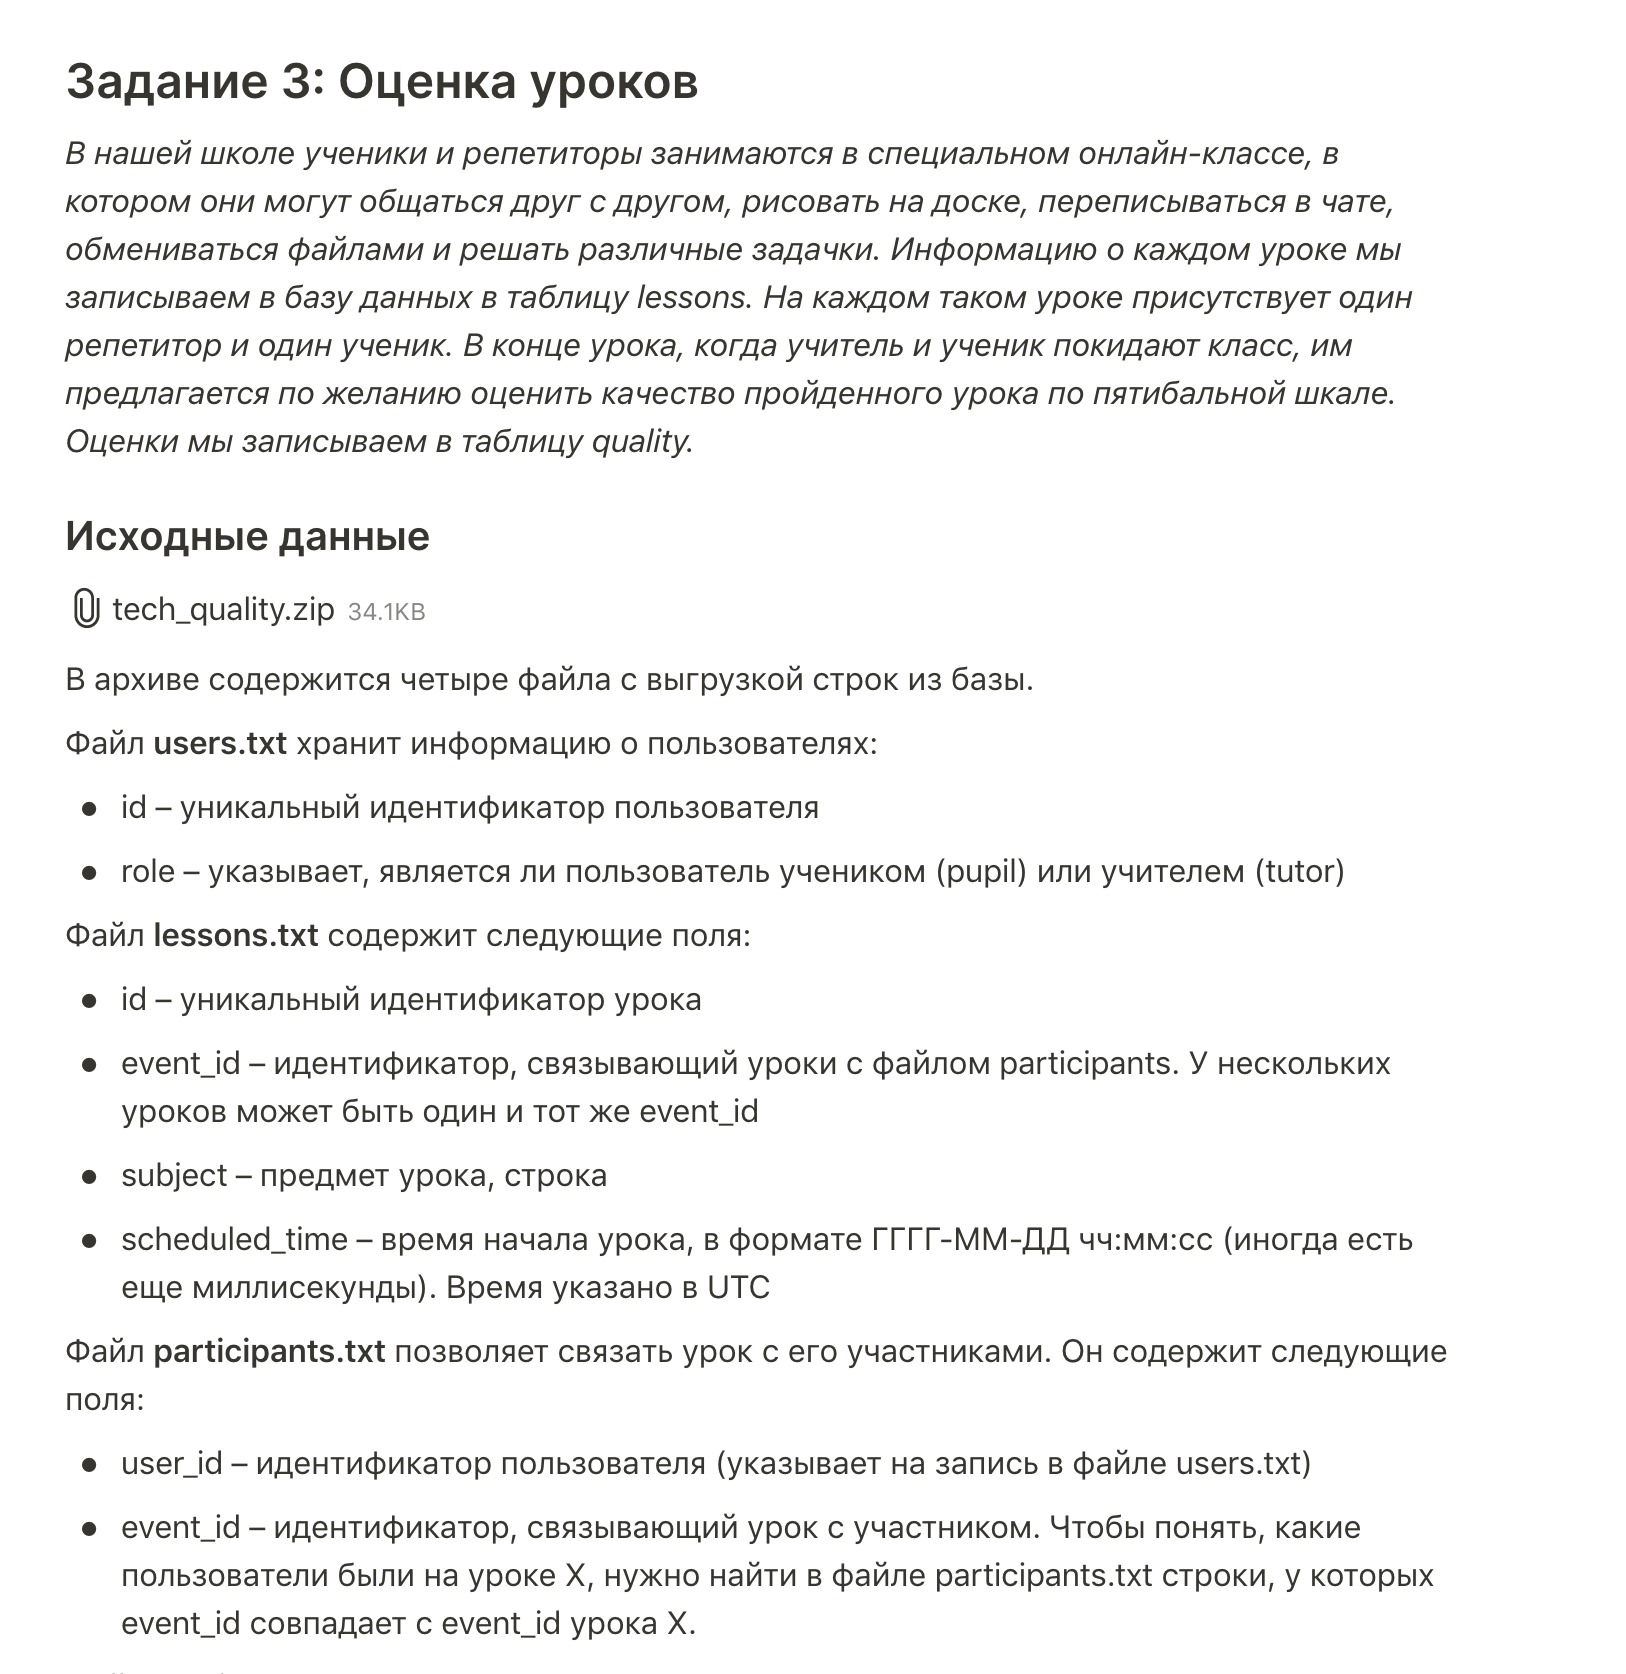 Задание 3: Оценка уроков
В нашей школе ученики и репетиторы занимаются в специальном онлайн-классе, в
котором они могут общаться друг с другом, рисовать на доске, переписываться в чате,
обмениваться файлами и решать различные задачки. Информацию о каждом уроке мы
записываем в базу данных в таблицу lessons. На каждом таком уроке присутствует один
репетитор и один ученик. В конце урока, когда учитель и ученик покидают класс, им
предлагается по желанию оценить качество пройденного урока по пятибальной шкале.
Оценки мы записываем в таблицу quality.
Исходные данные
tech_quality.zip 34.1KB
В архиве содержится четыре файла с выгрузкой строк из базы.
Файл users.txt хранит информацию о пользователях:
● id – уникальный идентификатор пользователя
● role – указывает, является ли пользователь учеником (pupil) или учителем (tutor)
Файл lessons.txt содержит следующие поля:
● id – уникальный идентификатор урока
● event_id – идентификатор, связывающий уроки с файлом participants. У нескольких
уроков может быть один и тот же event_id
● subject – предмет урока, строка
● scheduled_time – время начала урока, в формате ГГГГ-ММ-ДД чч:мм:сс (иногда есть
еще миллисекунды). Время указано в UTC
Файл participants.txt позволяет связать урок с его участниками. Он содержит следующие
поля:
● user_id – идентификатор пользователя (указывает на запись в файле users.txt)
● event_id – идентификатор, связывающий урок с участником. Чтобы понять, какие
пользователи были на уроке X, нужно найти в файле participants.txt строки, у которых
event_id совпадает с event_id урока X.